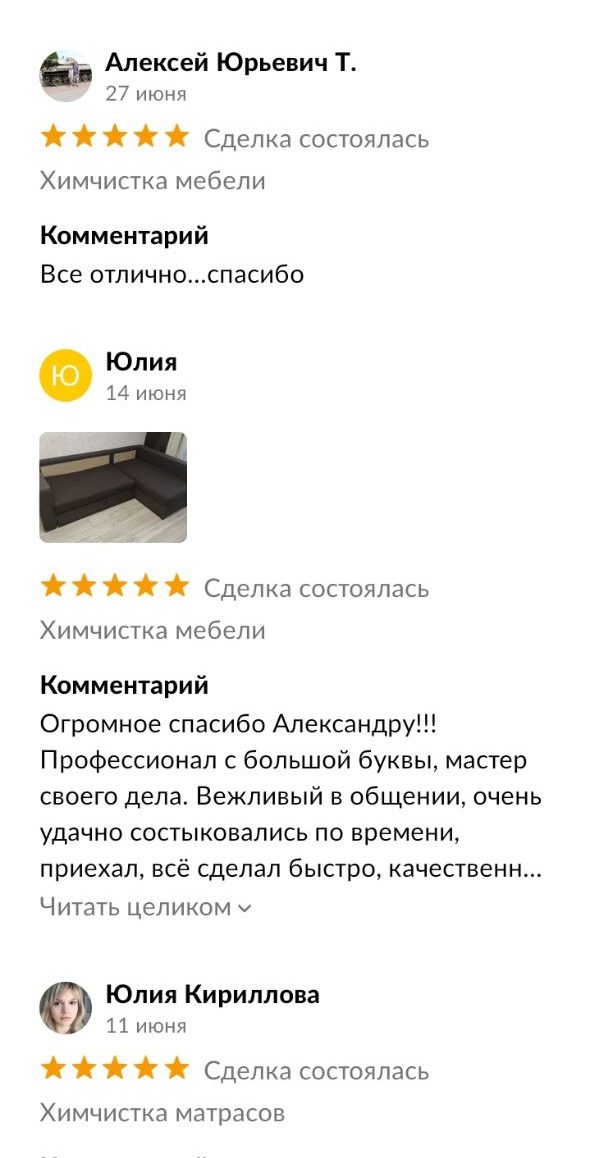 Алексей Юрьевич Т.
27 июня
Сделка состоялась
Химчистка мебели
Комментарий
Все отлично...спасибо
Ю
Юлия
14 июня
Сделка состоялась
Химчистка мебели
Комментарий
Огромное спасибо Александру!!!
Профессионал с большой буквы, мастер
своего дела. Вежливый в общении, очень
удачно состыковались по времени,
приехал, всё сделал быстро, качественн...
Читать целиком
Юлия Кириллова
11 июня
Сделка состоялась
Химчистка матрасов